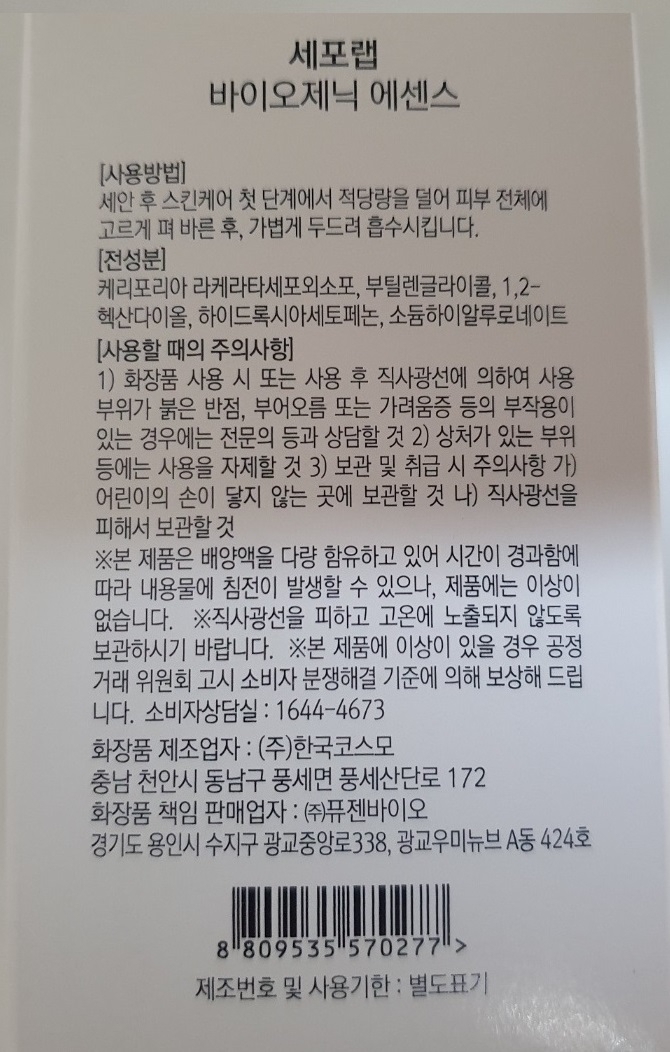 세포랩
바이오제닉 에센스
[사용방법]
세안 후 스킨케어 첫 단계에서 적당량을 덜어 피부 전체에
고르게 펴 바른 후, 가볍게 두드려 흡수시킵니다.
[전성분]
케리포리아 라케라타세포외소포, 부틸렌글라이콜, 1,2-
헥산다이올, 하이드록시아세토페논, 소듐하이알루로네이트
[사용할 때의 주의사항]
1) 화장품 사용 시 또는 사용 후 직사광선에 의하여 사용
부위가 붉은 반점, 부어오름 또는 가려움증 등의 부작용이
있는 경우에는 전문의 등과 상담할 것 2) 상처가 있는 부위
등에는 사용을 자제할 것 3) 보관 및 취급 시 주의사항 가)
어린이의 손이 닿지 않는 곳에 보관할 것 나) 직사광선을
피해서 보관할 것
※본 제품은 배양액을 다량 함유하고 있어 시간이 경과함에
따라 내용물에 침전이 발생할 수 있으나, 제품에는 이상이
없습니다. ※직사광선을 피하고 고온에 노출되지 않도록
보관하시기 바랍니다. ※본 제품에 이상이 있을 경우 공정
거래 위원회 고시 소비자 분쟁해결 기준에 의해 보상해 드립
니다. 소비자상담실 : 1644-4673
화장품 제조업자 : (주)한국코스모
충남 천안시 동남구 풍세면 풍세산단로 172
화장품 책임 판매업자 : ㈜퓨젠바이오
경기도 용인시 수지구 광교중앙로338, 광교우미뉴브 A동 424호
8 809535 570277 >
제조번호 및 사용기한 : 별도표기